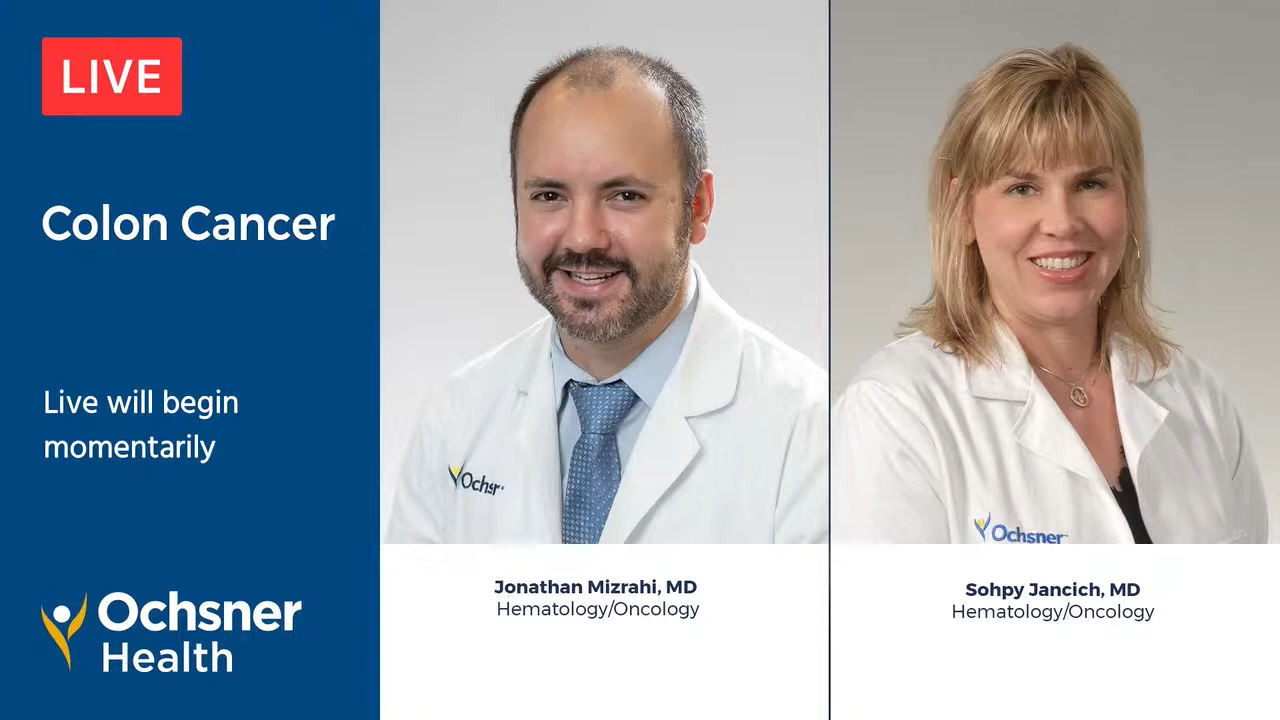 LIVE
Colon Cancer
Live will begin
momentarily
Ochsner
Health
Ochsner
Jonathan Mizrahi, MD
Hematology/Oncology
Sohpy Jancich, MD
Hematology/Oncology